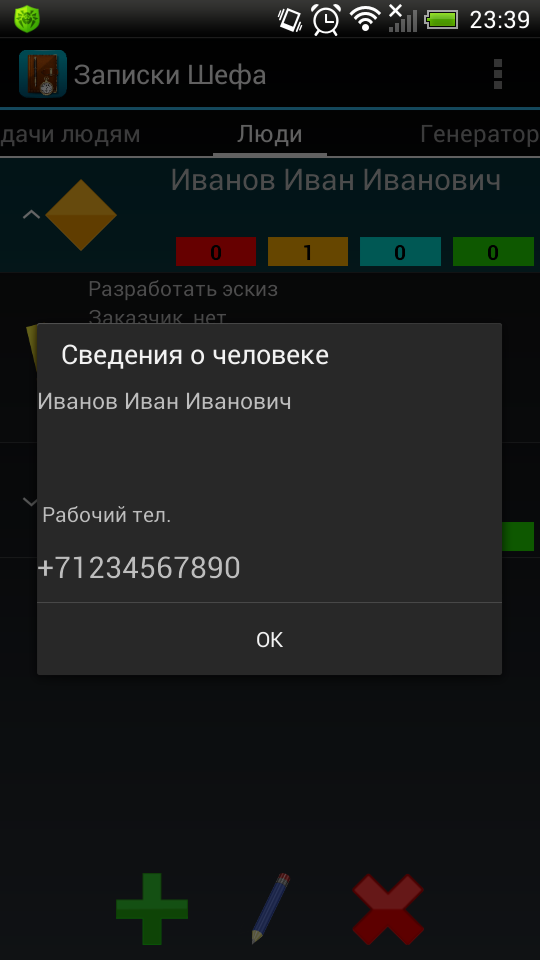 23:39
Записки Шефа
дачи людям Люди Генератор
Иванов Иван Иванович
0 1 0 0
Разработать эскиз
Заказчик нет
Сведения о человеке
Иванов Иван Иванович
Рабочий тел.
+71234567890
ОК